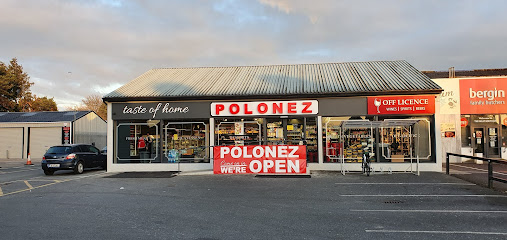 taste of home
POLONEZ
OFF LICENCE
WINES | SPIRITS | BEERS
bergin
family butchers
POLONEZ
WE'RE OPEN